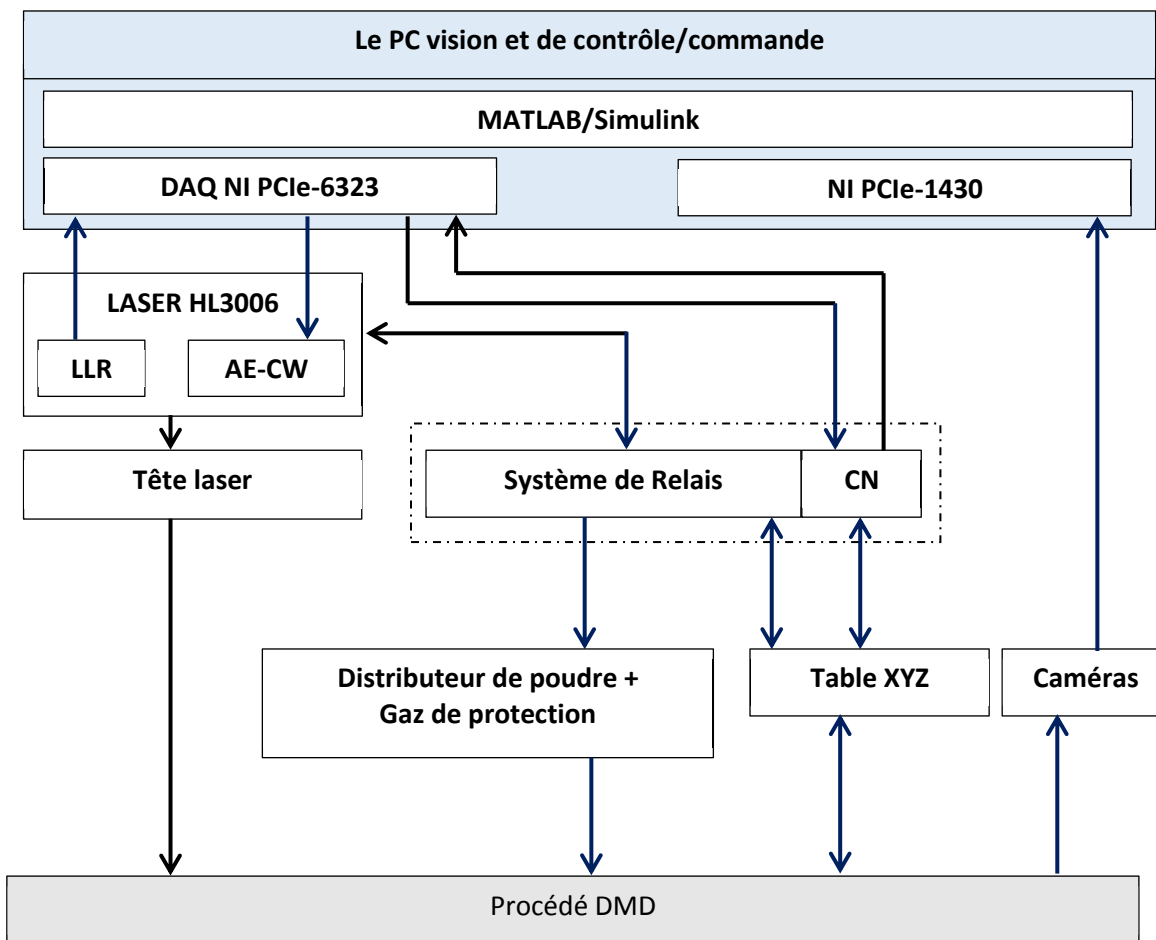 Le PC vision et de contrôle/commande
MATLAB/Simulink
DAQ NI PCIe-6323
NI PCIe-1430
LASER HL3006
LLR
AE-CW
Tête laser
Système de Relais
CN
Distributeur de poudre +
Gaz de protection
Table XYZ
Caméras
Procédé DMD